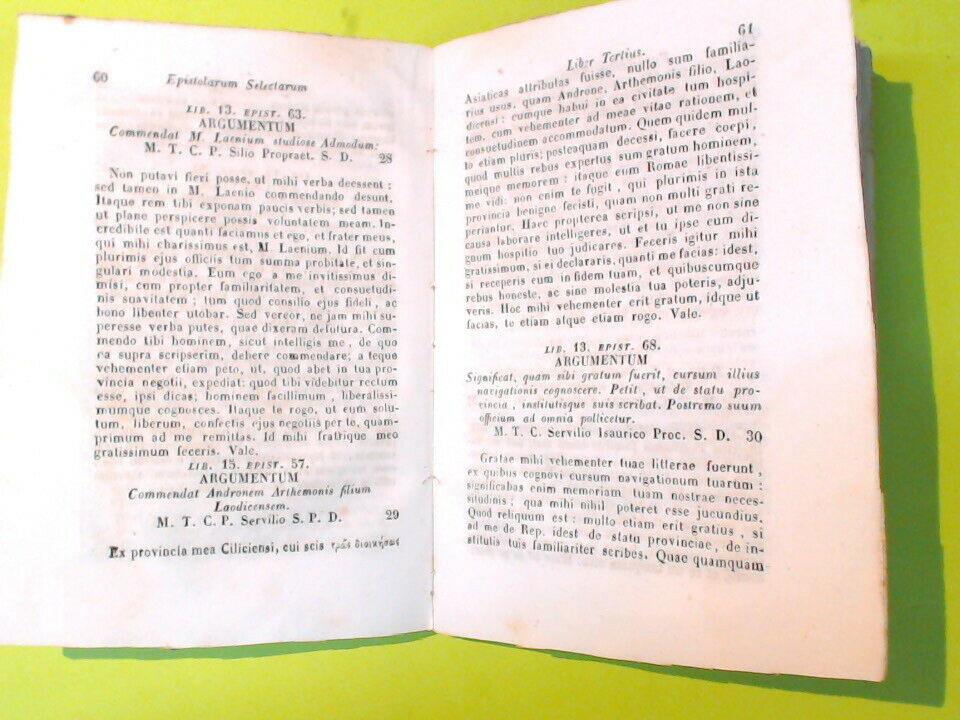 60
Epistolarum Selectarum
LIB. 13. EPIST. 63.
ARGUMENTUM
Commendat M. Laenium studiose Admodum:
M. T. C. P. Silio Propraet. S. D. 28
Non putavi fieri posse, ut mihi verba decessent :
sed tamen in M. Laenio commendando desunt.
Itaque rem tibi exponam paucis verbis; sed tamen
ut plane perspicere possis voluntatem meam. In-
credibile est quanti faciamus et ego, et frater meus,
qui mihi charissimus est, M. Laenium. Id fit cum
plurimis ejus officiis tum summa probitate, et sin-
gulari modestia. Eum ego a me invitissimus di-
misi, cum propter familiaritatem, et consuetudi-
nis suavitatem ; tum quod consilio ejus fideli , ac
bono libenter utobar. Sed vereor, ne jam mihi su-
peresse verba putes, quae dixeram defutura. Com-
mendo tibi hominem, sicut intelligis me, de quo
ea supra scripserim, debere commendare; a teque
vehementer etiam peto, ut, quod abet in tua pro-
vincia negotii, expediat: quod tibi videbitur rectum
esse, ipsi dicas; hominem facillimum , liberalis-
simumque cognosces. Itaque te rogo, ut eum solu-
tum, liberum, confectis ejus negotiis per te, quam-
primum ad me remittas. Id mihi fratrique meo
gratissimum feceris. Vale.
LIB. 15. EPIST. 57.
ARGUMENTUM
Commendat Andronem Arthemonis filium
Laodicensem.
M. T. C. P. Servilio S. P. D. 29
Ex provincia mea Ciliciensi, cui scis τρᾶς διοικήσως
61
Liber Tertius.
Asiaticas attributas fuisse, nullo sum familia-
rius usus, quam Androne, Arthemonis filio, Lao-
dicensi : cumque habui in ea civitate tum hospi-
tem, cum vehementer ad meae vitae rationem, et
consuetudinem accommodatum. Quem quidem mul-
to etiam pluris; posteaquam decessi, facere coepi,
quod multis rebus expertus sum gratum hominem,
meique memorem : itaque eum Romae libentissi-
me vidi: non enim te fugit , qui plurimis in ista
provincia benigne fecisti, quam non multi grati re-
periantur. Haec propterea scripsi, ut me non sine
causa laborare intelligeres, ut et tu ipse cum di-
gnum hospitio tuo judicares. Feceris igitur mihi
gratissimum, si ei declararis, quanti me facias: idest,
si receperis eum in fidem tuam, et quibuscumque
rebus honeste, ac sine molestia tua poteris, adju-
veris. Hoc mihi vehementer erit gratum, idque ut
facias, te etiam atque etiam rogo. Vale.
LIB. 13. EPIST. 68.
ARGUMENTUM
Significat, quam sibi gratum fuerit, cursum illius
navigationis cognoscere. Petit , ut de statu pro-
vincia , institutisque suis scribat. Postremo suum
officium ad omnia pollicetur.
M. T. C. Servilio Isaurico Proc. S. D. 30
Gratae mihi vehementer tuae litterae fuerunt ,
ex quibus cognovi cursum navigationum tuarum :
significabas enim memoriam tuam nostrae neces-
situdinis ; qua mihi nihil poteret esse jucundius.
Quod reliquum est : multo etiam erit gratius , si
ad me de Rep. idest de statu provinciae, de in-
stitulis tuis familiariter scribes. Quae quamquam